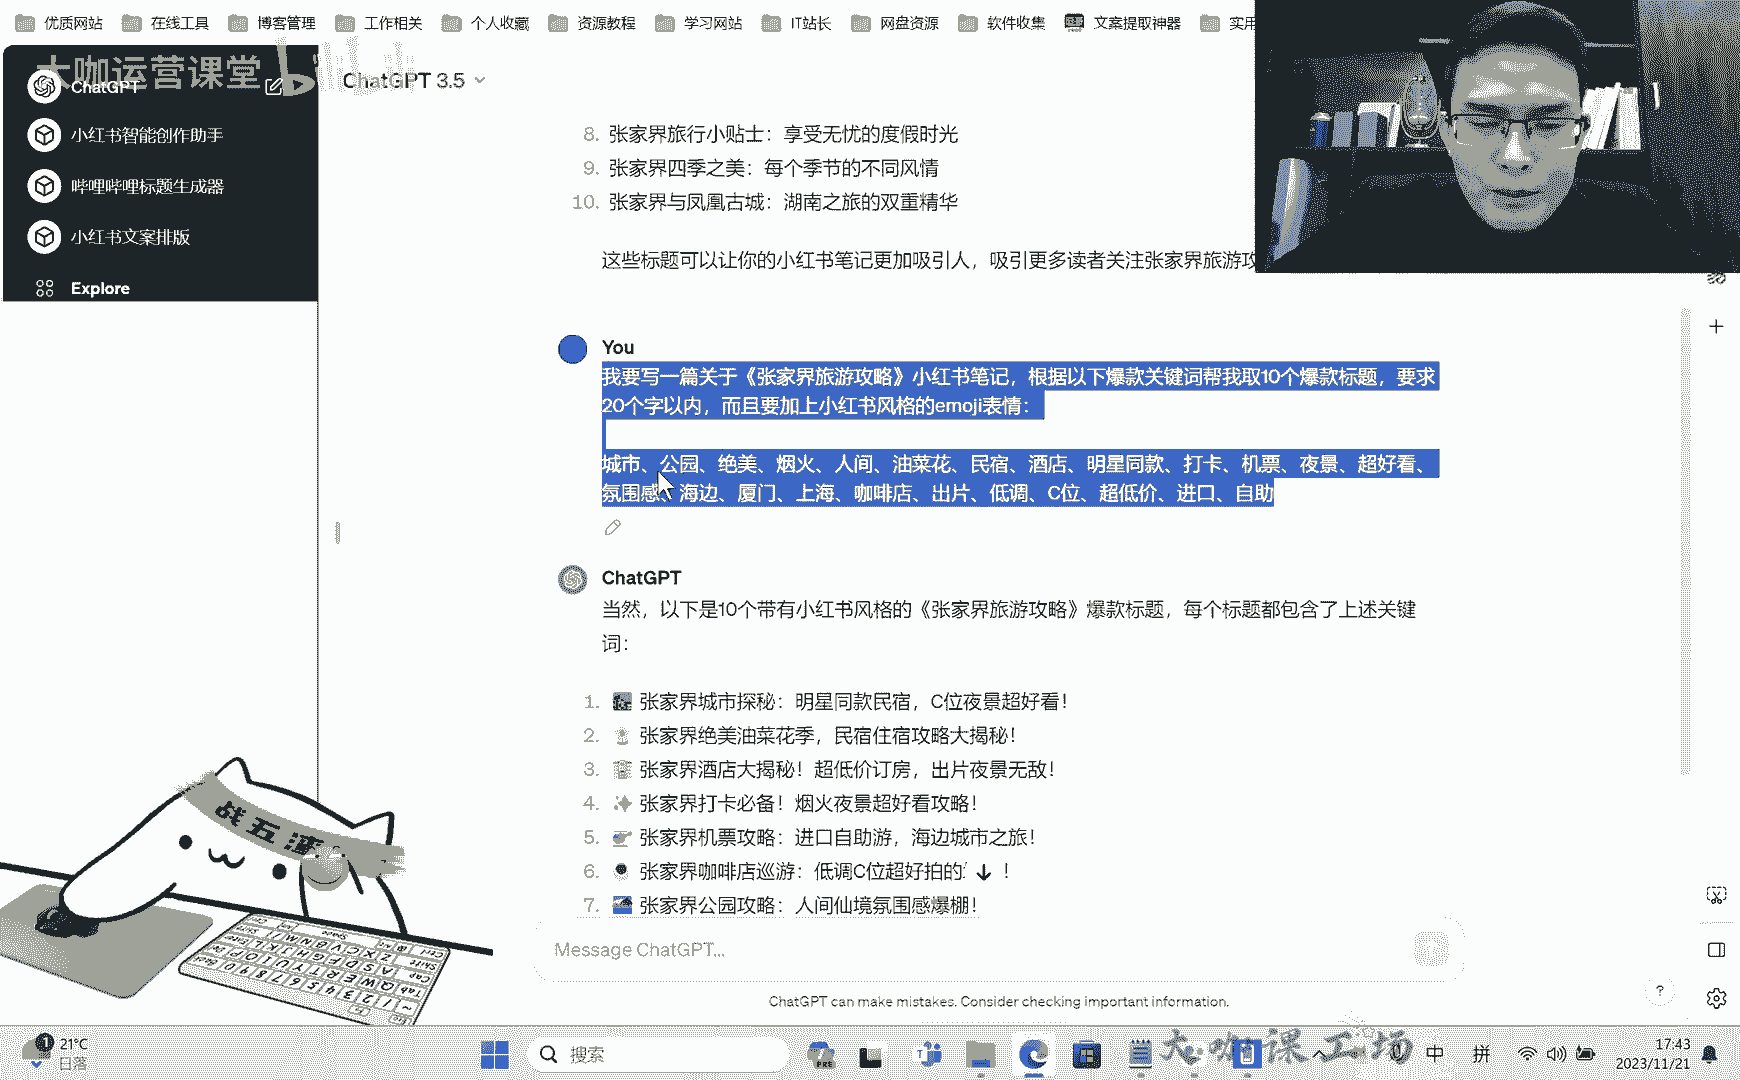 优质网站
在线工具
博客管理
工作相关
个人收藏
资源教程
学习网站
IT站长
网盘资源
软件收集
文案提取神器
实用
大咖运营课堂
ChatGPT
小红书智能创作助手
哔哩哔哩标题生成器
小红书文案排版
Explore
ChatGPT 3.5
8. 张家界旅行小贴士：享受无忧的度假时光
9. 张家界四季之美：每个季节的不同风情
10. 张家界与凤凰古城：湖南之旅的双重精华
这些标题可以让你的小红书笔记更加吸引人，吸引更多读者关注张家界旅游攻
You
我要写一篇关于《张家界旅游攻略》小红书笔记，根据以下爆款关键词帮我取10个爆款标题，要求
20个字以内，而且要加上小红书风格的emoji表情：
城市、公园、绝美、烟火、人间、油菜花、民宿、酒店、明星同款、打卡、机票、夜景、超好看、
氛围感、海边、厦门、上海、咖啡店、出片、低调、C位、超低价、进口、自助
ChatGPT
当然，以下是10个带有小红书风格的《张家界旅游攻略》爆款标题，每个标题都包含了上述关键
词：
1. 张家界城市探秘：明星同款民宿，C位夜景超好看！
2. 张家界绝美油菜花季，民宿住宿攻略大揭秘！
3. 张家界酒店大揭秘！超低价订房，出片夜景无敌！
4. 张家界打卡必备！烟火夜景超好看攻略！
5. 张家界机票攻略：进口自助游，海边城市之旅！
6. 张家界咖啡店巡游：低调C位超好拍的 ！
7. 张家界公园攻略：人间仙境氛围感爆棚！
Message ChatGPT...
ChatGPT can make mistakes. Consider checking important information.
?
战五渣
1
21°C
日落
搜索
PRE
大咖课工场
中
拼
17:43
2023/11/21